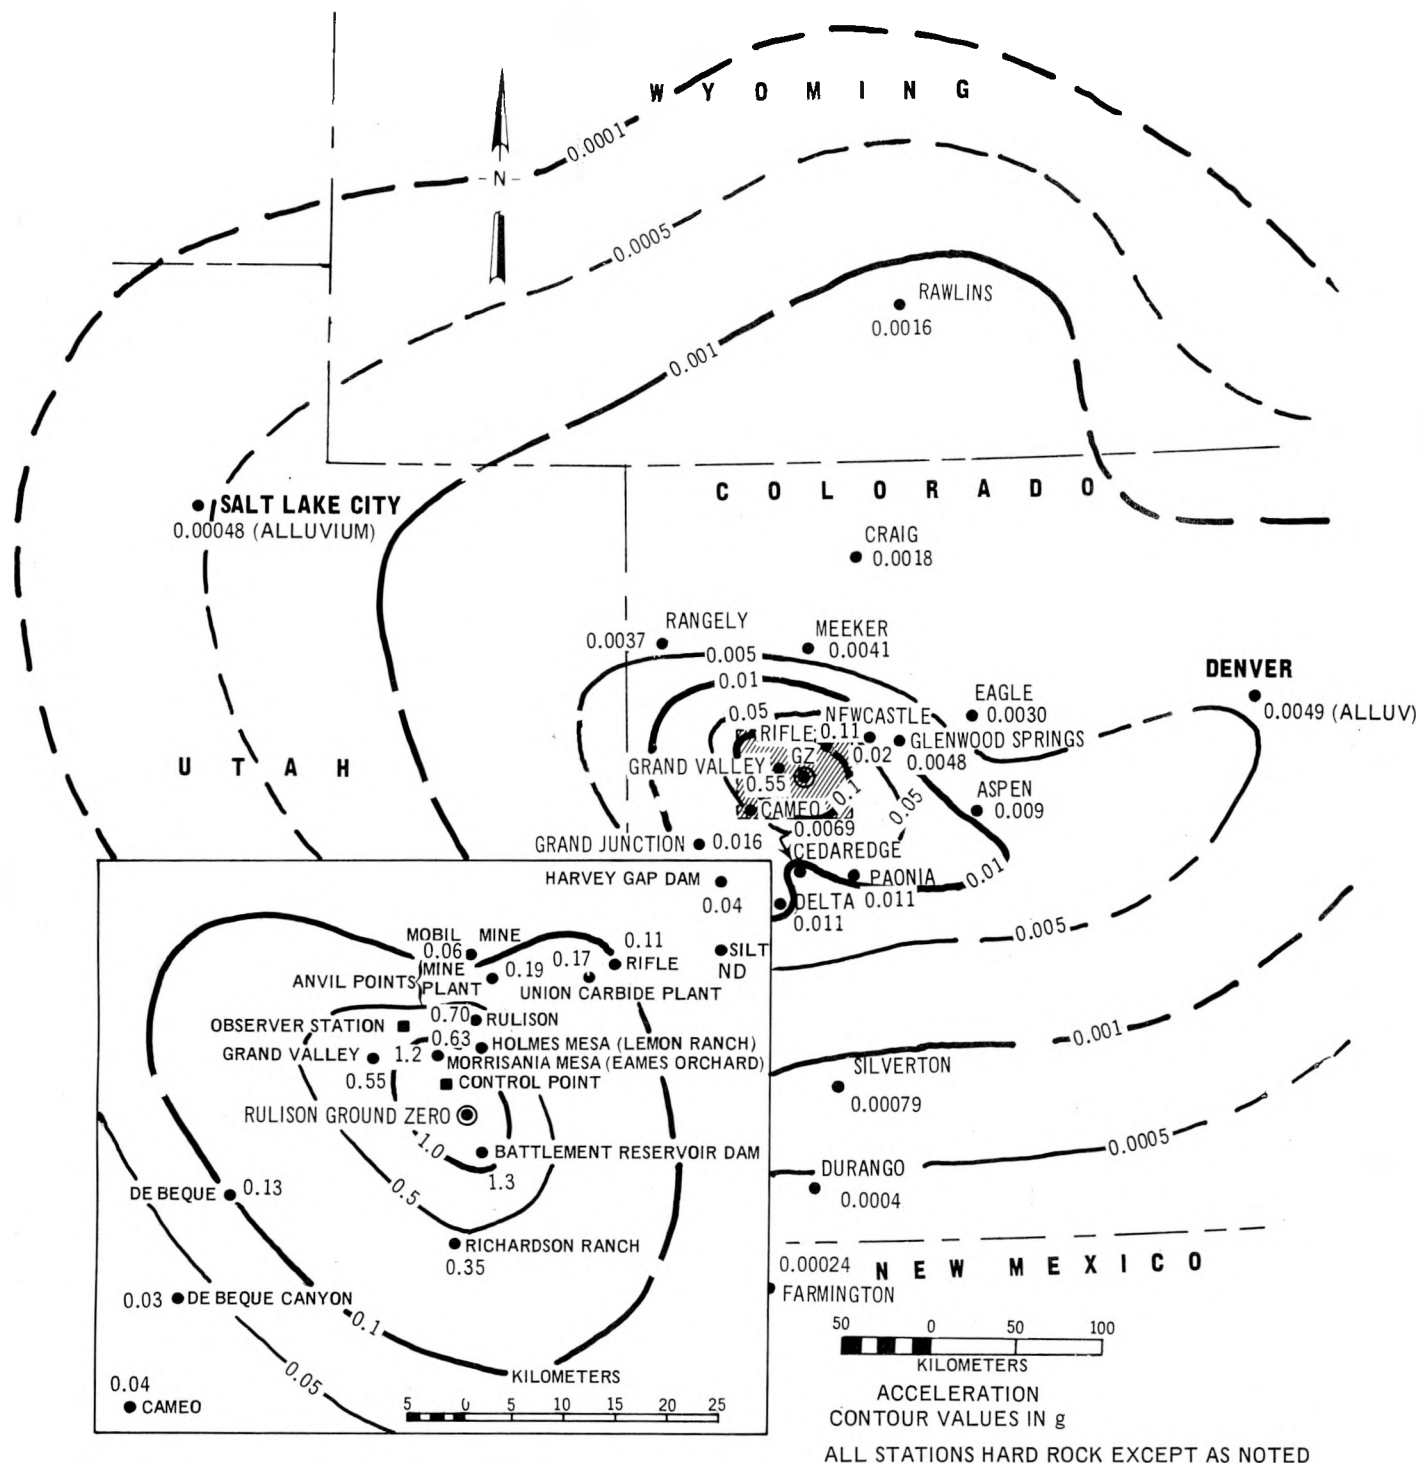 W Y O M I N G
0.0001
N
0.0005
RAWLINS
0.0016
0.001
C O L O R A D O
SALT LAKE CITY
0.00048 (ALLUVIUM)
CRAIG
0.0018
RANGELY
0.0037
MEEKER
0.0041
0.005
0.01
DENVER
0.0049 (ALLUV)
EAGLE
0.0030
0.05
NEWCASTLE
RIFLE 0.11
0.02
GLENWOOD SPRINGS
0.0048
U T A H
GZ
GRAND VALLEY
0.55
0.1
0.05
ASPEN
0.009
CAMEO
0.0069
GRAND JUNCTION
0.016
CEDAREDGE
PAONIA
0.011
0.01
DELTA
0.011
0.005
HARVEY GAP DAM
0.04
MOBIL MINE
0.06
0.11
RIFLE
SILT
ND
ANVIL POINTS
MINE
PLANT
0.19
0.17
UNION CARBIDE PLANT
0.70
RULISON
OBSERVER STATION
0.63
HOLMES MESA (LEMON RANCH)
GRAND VALLEY
1.2
MORRISANIA MESA (EAMES ORCHARD)
0.55
CONTROL POINT
RULISON GROUND ZERO
1.0
BATTLEMENT RESERVOIR DAM
1.3
0.5
DE BEQUE
0.13
RICHARDSON RANCH
0.35
0.03
DE BEQUE CANYON
0.1
0.05
0.04
CAMEO
KILOMETERS
5 0 5 10 15 20 25
0.001
SILVERTON
0.00079
0.0005
DURANGO
0.0004
0.00024
FARMINGTON
N E W M E X I C O
50 0 50 100
KILOMETERS
ACCELERATION
CONTOUR VALUES IN g
ALL STATIONS HARD ROCK EXCEPT AS NOTED